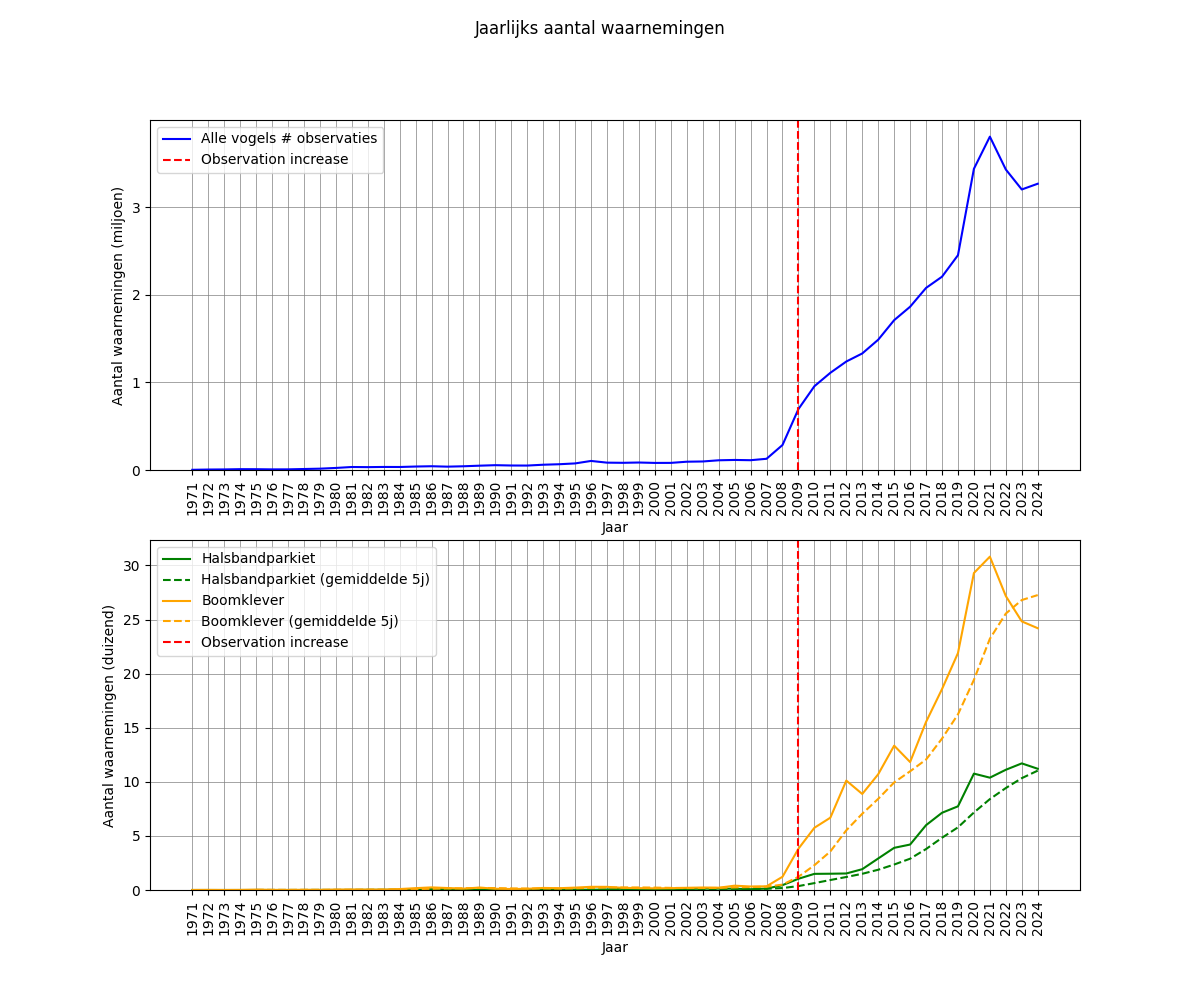 Jaarlijks aantal waarnemingen
Alle vogels # observaties
Observation increase
Aantal waarnemingen (miljoen)
3
2
1
0
1971 1972 1973 1974 1975 1976 1977 1978 1979 1980 1981 1982 1983 1984 1985 1986 1987 1988 1989 1990 1991 1992 1993 1994 1995 1996 1997 1998 1999 2000 2001 2002 2003 2004 2005 2006 2007 2008 2009 2010 2011 2012 2013 2014 2015 2016 2017 2018 2019 2020 2021 2022 2023 2024
Jaar
Halsbandparkiet
Halsbandparkiet (gemiddelde 5j)
Boomklever
Boomklever (gemiddelde 5j)
Observation increase
Aantal waarnemingen (duizend)
30
25
20
15
10
5
0
1971 1972 1973 1974 1975 1976 1977 1978 1979 1980 1981 1982 1983 1984 1985 1986 1987 1988 1989 1990 1991 1992 1993 1994 1995 1996 1997 1998 1999 2000 2001 2002 2003 2004 2005 2006 2007 2008 2009 2010 2011 2012 2013 2014 2015 2016 2017 2018 2019 2020 2021 2022 2023 2024
Jaar